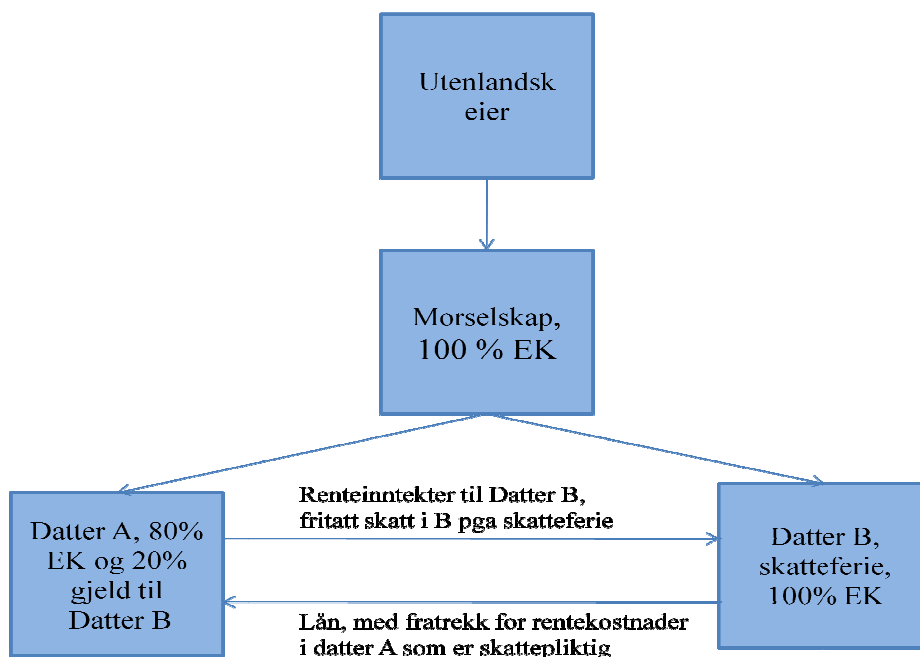 Utenlandsk
eier
Morselskap,
100 % EK
Renteinntekter til Datter B,
fritatt skatt i B pga skatteferie
Datter A, 80%
EK og 20%
gjeld til
Datter B
Datter B,
skatteferie,
100% EK
Lån, med fratrekk for rentekostnader
i datter A som er skattepliktig